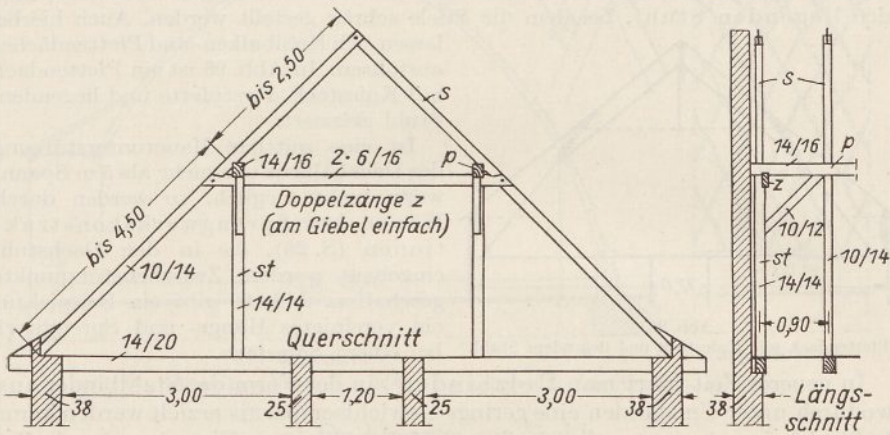 bis 2,50
s
14/16
2·6/16
p
Doppelzange z
(am Giebel einfach)
bis 4,50
10/14
st
14/14
14/20
Querschnitt
38
3,00
25
1,20
25
3,00
38
s
14/16
p
z
10/12
st
14/14
10/14
0,90
38
Längs-
schnitt